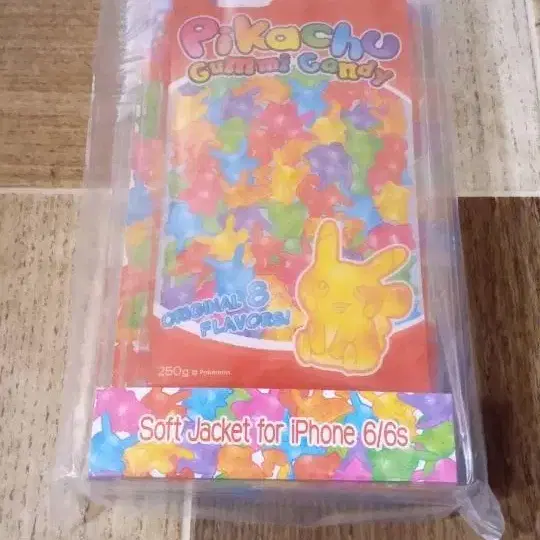 Pikachu
Gummi Candy
ORIGINAL 8
FLAVORS!
250g © Pokémon
Soft Jacket for iPhone 6/6s